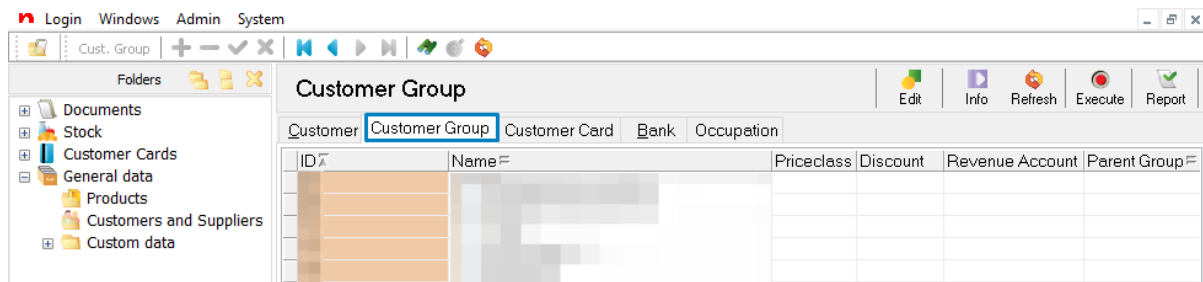 Login Windows Admin System
Cust. Group
Folders
Documents
Stock
Customer Cards
General data
Products
Customers and Suppliers
Custom data
Customer Group
Edit Info Refresh Execute Report
Customer Customer Group Customer Card Bank Occupation
ID Name Priceclass Discount Revenue Account Parent Group